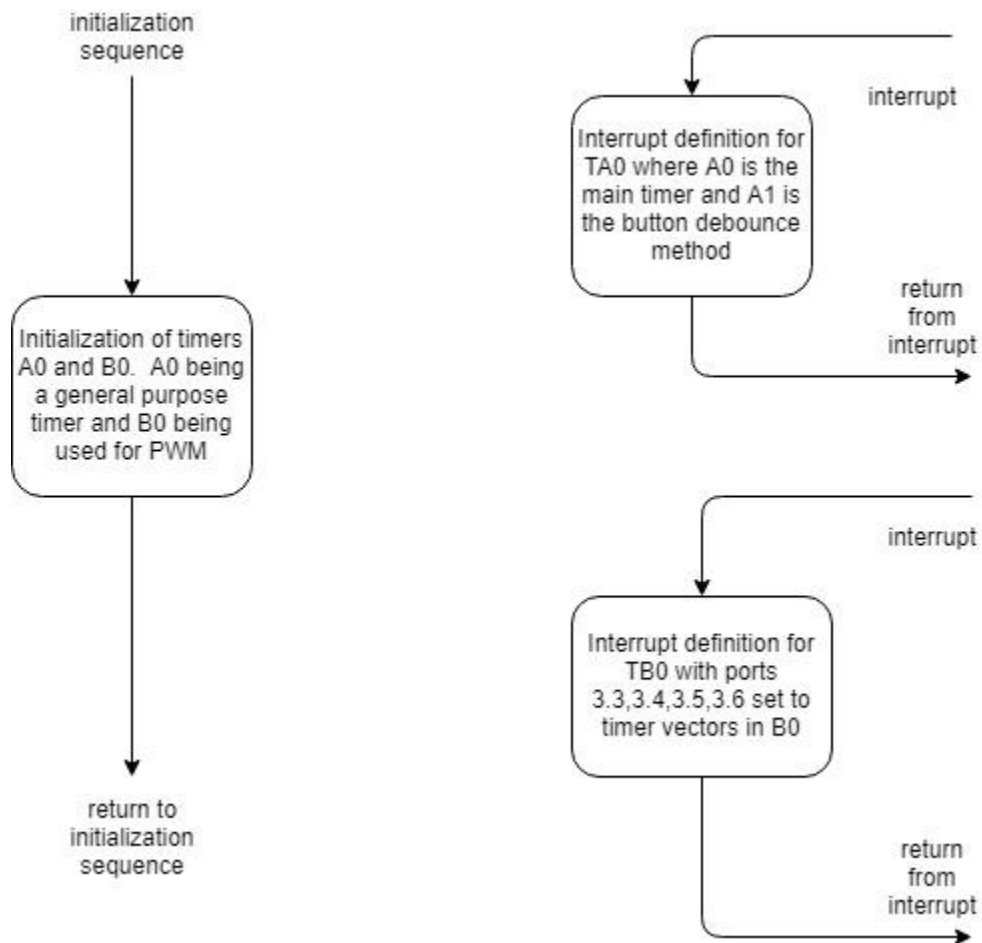 initialization
sequence
Initialization of timers
A0 and B0.  A0 being
a general purpose
timer and B0 being
used for PWM
return to
initialization
sequence
interrupt
Interrupt definition for
TA0 where A0 is the
main timer and A1 is
the button debounce
method
return
from
interrupt
interrupt
Interrupt definition for
TB0 with ports
3.3,3.4,3.5,3.6 set to
timer vectors in B0
return
from
interrupt